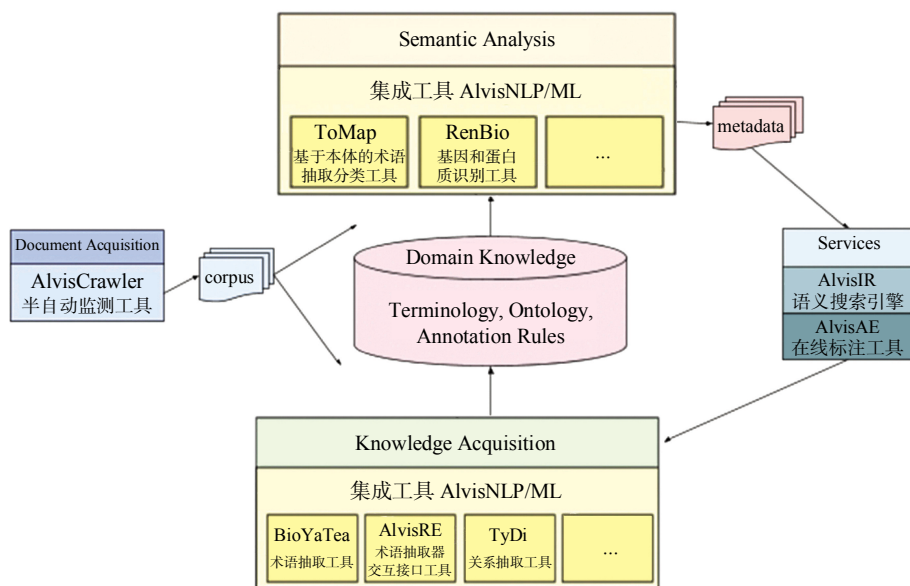 Semantic Analysis
集成工具 AlvisNLP/ML
ToMap
基于本体的术语
抽取分类工具
RenBio
基因和蛋白
质识别工具
...
metadata
Document Acquisition
AlvisCrawler
半自动监测工具
corpus
Domain Knowledge
Terminology, Ontology,
Annotation Rules
Services
AlvisIR
语义搜索引擎
AlvisAE
在线标注工具
Knowledge Acquisition
集成工具 AlvisNLP/ML
BioYaTea
术语抽取工具
AlvisRE
术语抽取器
交互接口工具
TyDi
关系抽取工具
...